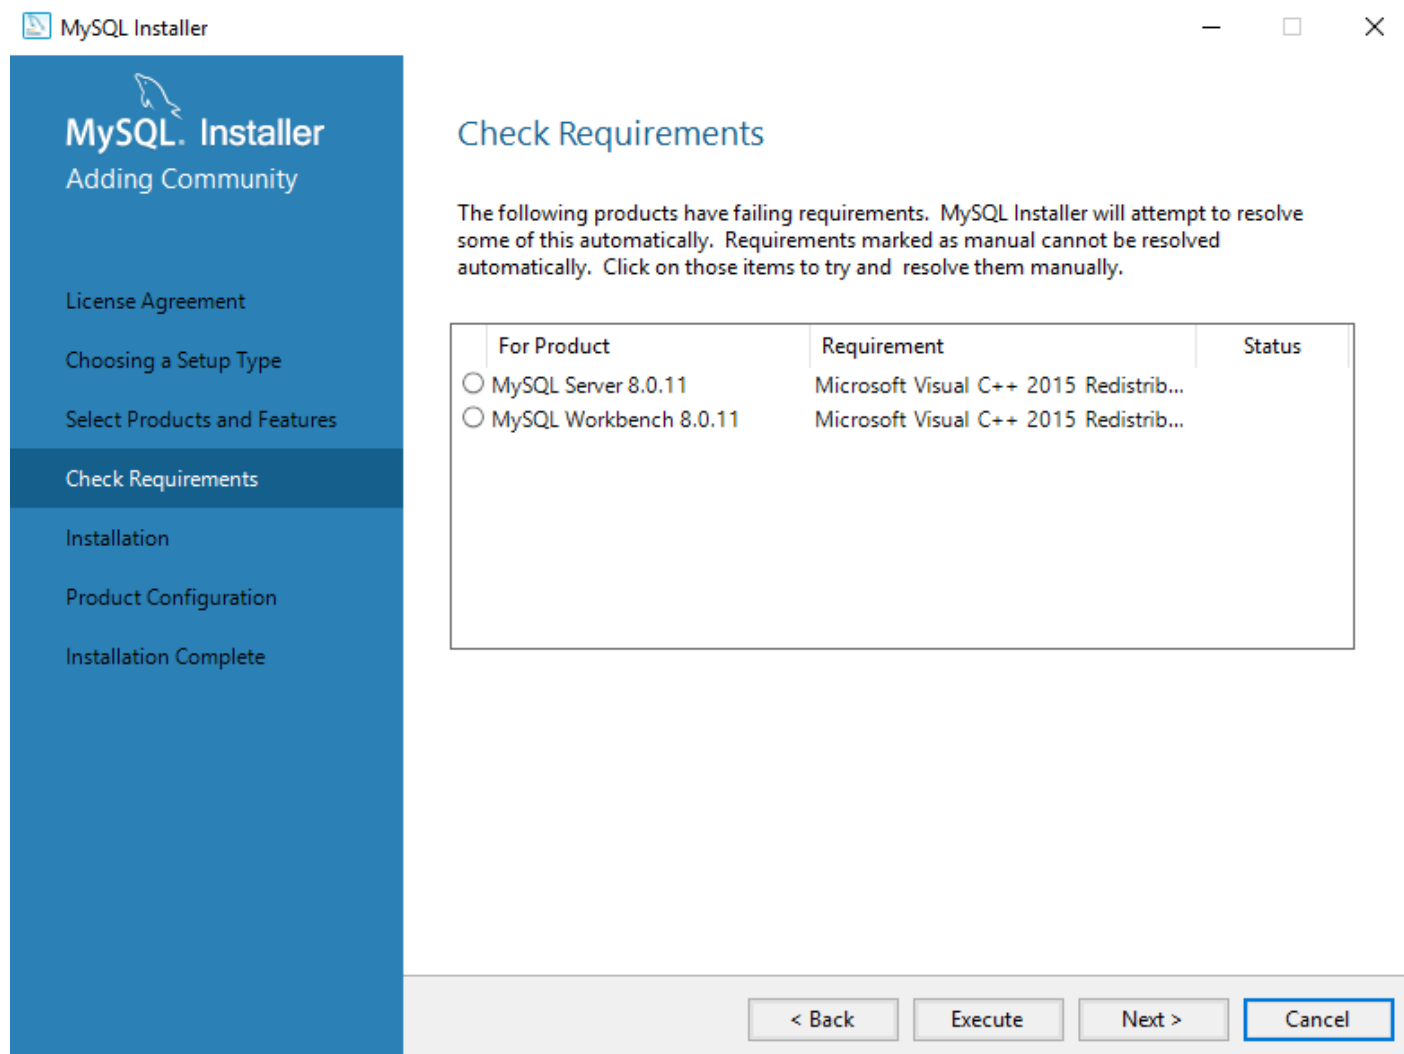 MySQL Installer
MySQL. Installer
Adding Community
License Agreement
Choosing a Setup Type
Select Products and Features
Check Requirements
Installation
Product Configuration
Installation Complete
Check Requirements
The following products have failing requirements.  MySQL Installer will attempt to resolve
some of this automatically.  Requirements marked as manual cannot be resolved
automatically.  Click on those items to try and  resolve them manually.
For Product Requirement Status
MySQL Server 8.0.11 Microsoft Visual C++ 2015 Redistrib...
MySQL Workbench 8.0.11 Microsoft Visual C++ 2015 Redistrib...
< Back Execute Next > Cancel